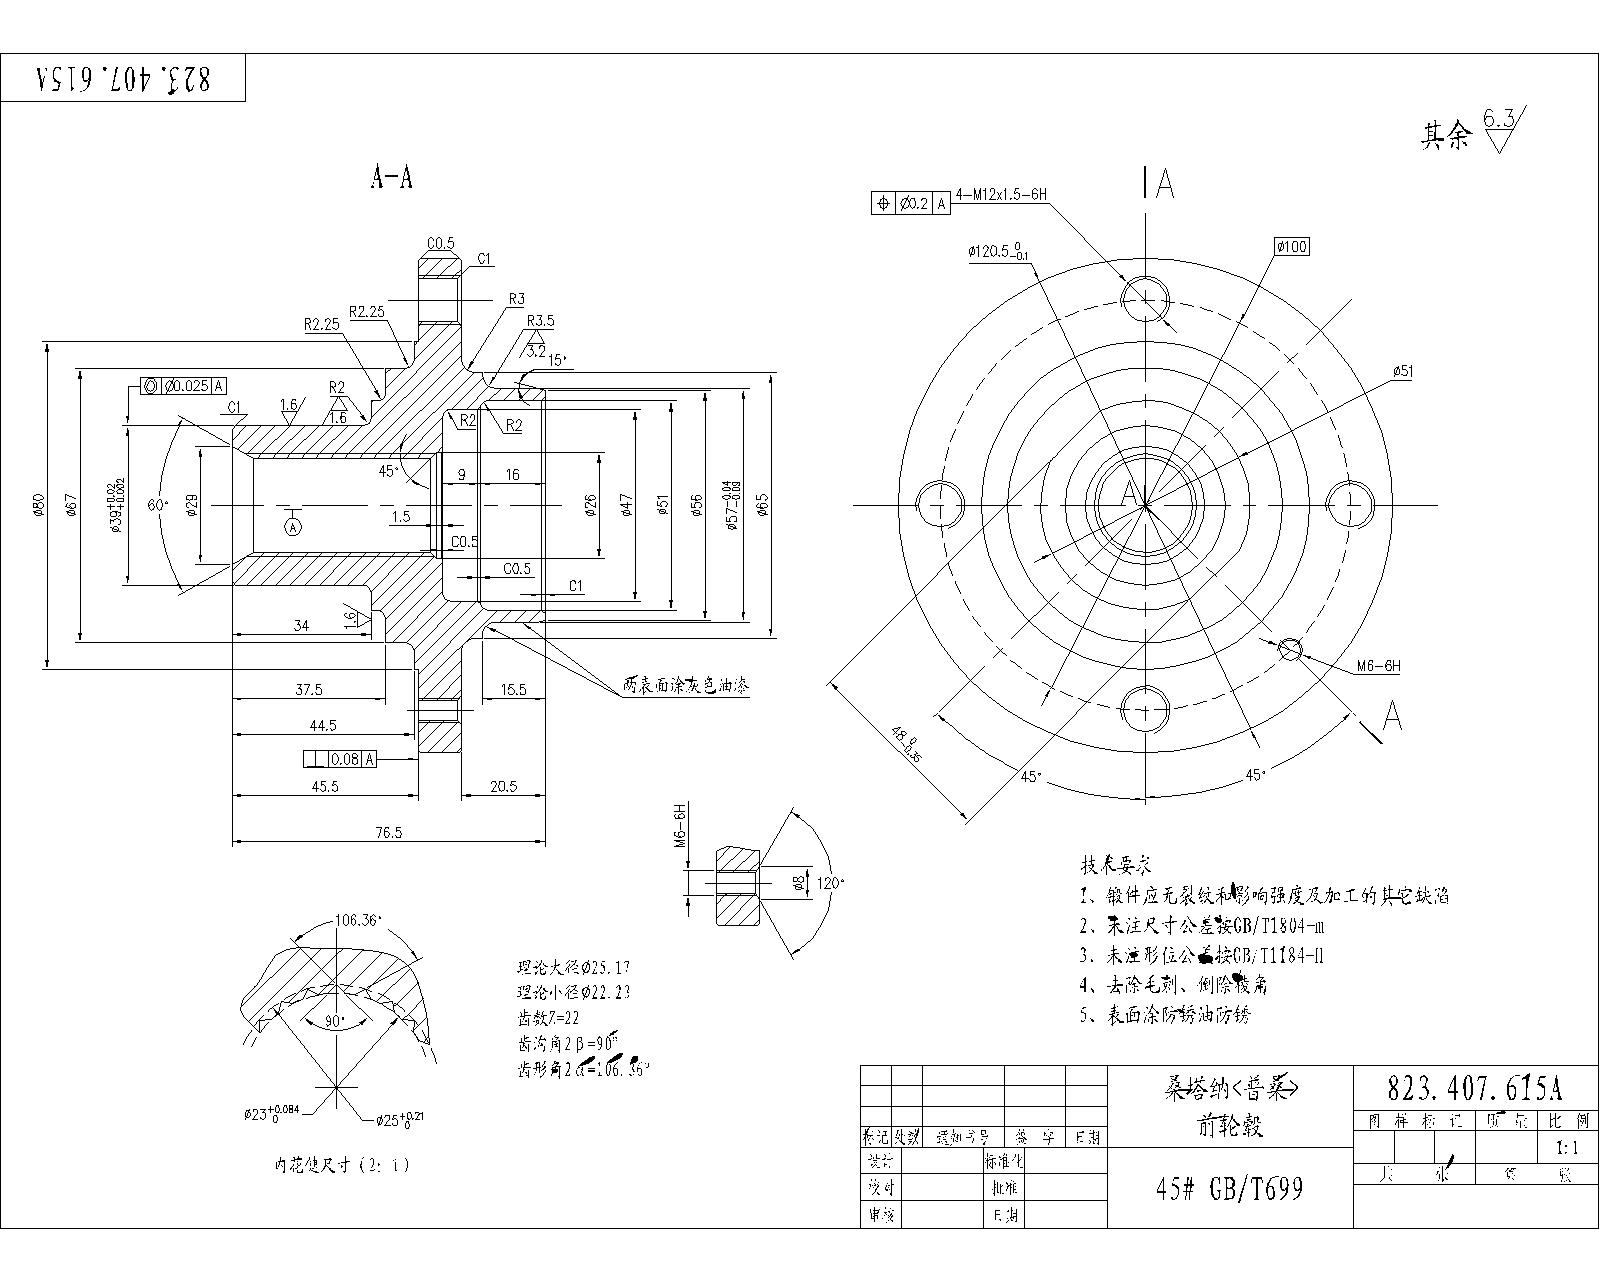 823.407.615A
其余 6.3
A-A
C0.5
C1
R3
R2.25
R2.25
R3.5
3.2
15°
◎ Ø0.025 A
R2
C1
1.6
1.6
R2
R2
45°
9
16
Ø80
Ø67
Ø39+0.02 +0.002
60°
Ø29
A
1.5
C0.5
C0.5
C1
Ø26
Ø47
Ø51
Ø56
Ø57-0.04 -0.09
Ø65
1.6
34
37.5
15.5
两表面涂灰色油漆
44.5
⊥ 0.08 A
45.5
20.5
76.5
A
⌖ Ø0.2 A
4-M12x1.5-6H
Ø120.5 0 -0.1
Ø100
Ø51
A
M6-6H
A
48 0 -0.35
45°
45°
M6-6H
Ø8
120°
106.36°
90°
Ø23+0.084 0
Ø25+0.21 0
内花键尺寸(2:1)
理论大径Ø25.17
理论小径Ø22.23
齿数Z=22
齿沟角2β=90°
齿形角2α=106.36°
技术要求
1、锻件应无裂纹和影响强度及加工的其它缺陷
2、未注尺寸公差按GB/T1804-m
3、未注形位公差按GB/T1184-H
4、去除毛刺、倒除棱角
5、表面涂防锈油防锈
标记 处数 通知书号 签字 日期
设计 标准化
校对 批准
审核 日期
桑塔纳<普桑>
前轮毂
45# GB/T699
823.407.615A
图样标记 质量 比例
1:1
共 张 第 张